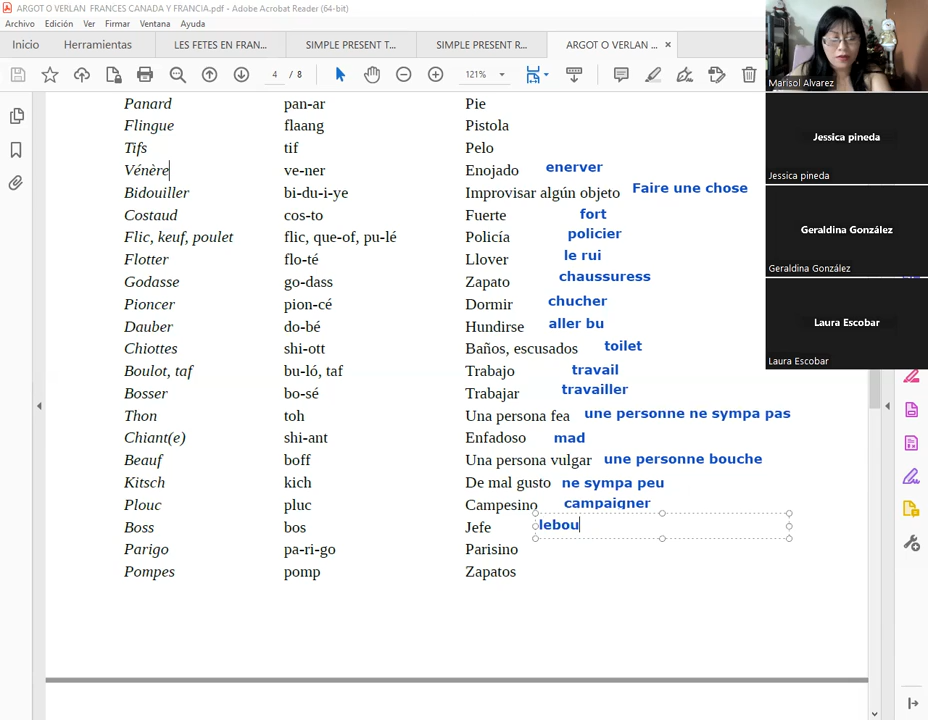 ARGOT O VERLAN FRANCES CANADA Y FRANCIA.pdf - Adobe Acrobat Reader (64-bit)
Archivo Edición Ver Firmar Ventana Ayuda
Inicio Herramientas LES FETES EN FRAN... SIMPLE PRESENT T... SIMPLE PRESENT R... ARGOT O VERLAN ... ×
4 / 8 121%
Panard pan-ar Pie
Flingue flaang Pistola
Tifs tif Pelo
Vénère ve-ner Enojado enerver
Bidouiller bi-du-i-ye Improvisar algún objeto Faire une chose
Costaud cos-to Fuerte fort
Flic, keuf, poulet flic, que-of, pu-lé Policía policier
Flotter flo-té Llover le rui
Godasse go-dass Zapato chaussuress
Pioncer pion-cé Dormir chucher
Dauber do-bé Hundirse aller bu
Chiottes shi-ott Baños, escusados toilet
Boulot, taf bu-ló, taf Trabajo travail
Bosser bo-sé Trabajar travailler
Thon toh Una persona fea une personne ne sympa pas
Chiant(e) shi-ant Enfadoso mad
Beauf boff Una persona vulgar une personne bouche
Kitsch kich De mal gusto ne sympa peu
Plouc pluc Campesino campaigner
Boss bos Jefe lebou
Parigo pa-ri-go Parisino
Pompes pomp Zapatos
Marisol Alvarez
Jessica pineda
Jessica pineda
Geraldina González
Geraldina González
Laura Escobar
Laura Escobar